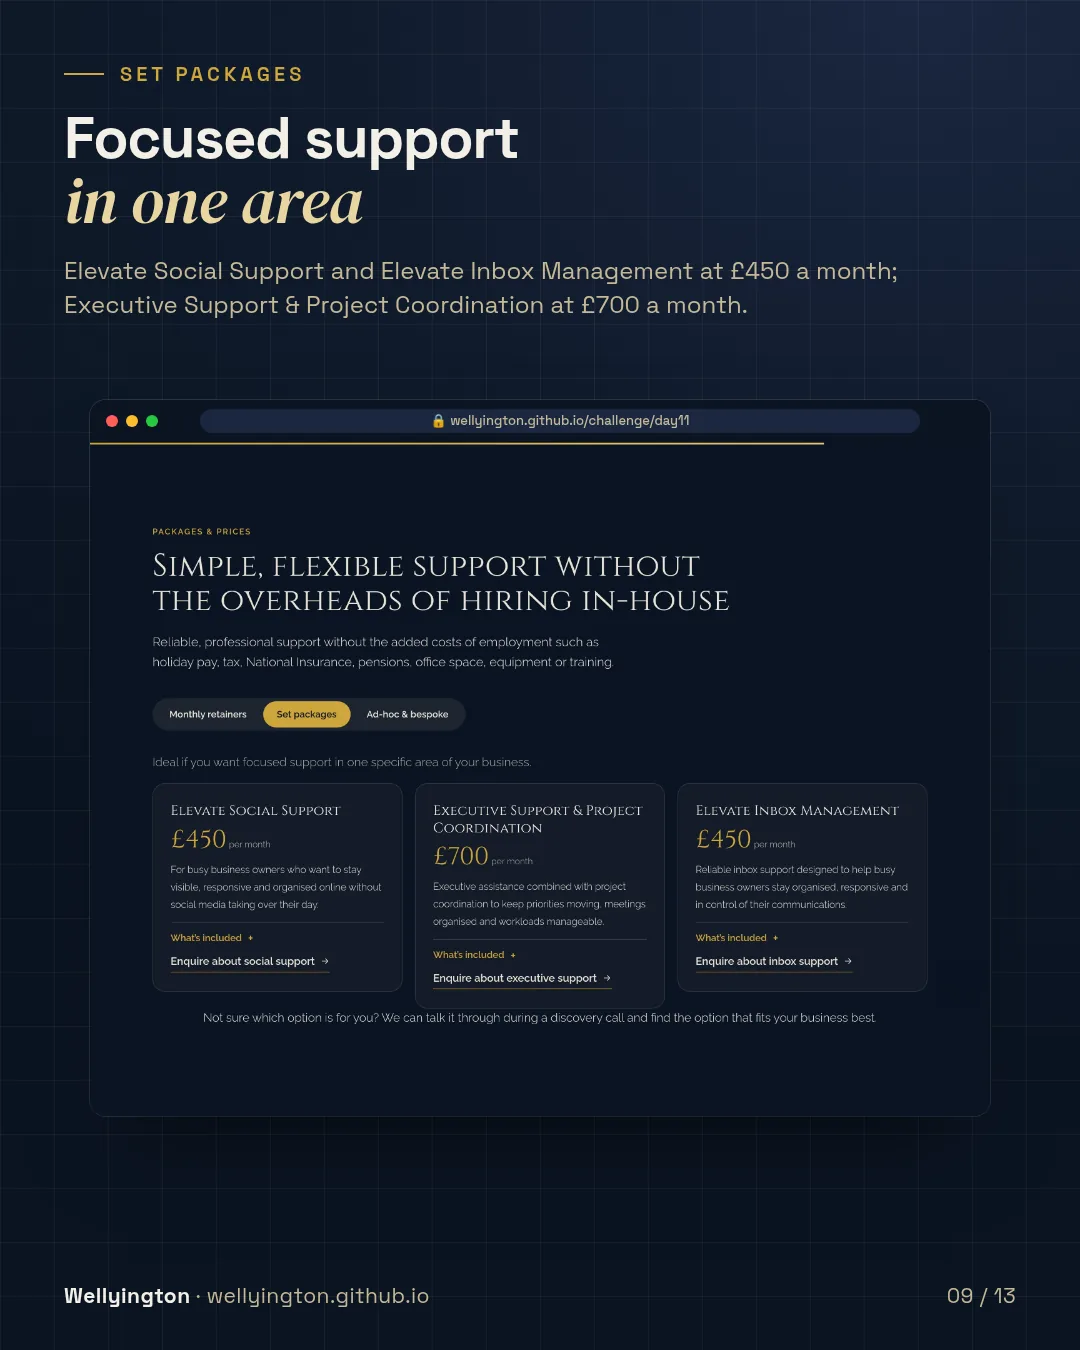 SET PACKAGES
Focused support
in one area
Elevate Social Support and Elevate Inbox Management at £450 a month;
Executive Support & Project Coordination at £700 a month.
wellyington.github.io/challenge/day11
PACKAGES & PRICES
SIMPLE, FLEXIBLE SUPPORT WITHOUT
THE OVERHEADS OF HIRING IN-HOUSE
Reliable, professional support without the added costs of employment such as
holiday pay, tax, National Insurance, pensions, office space, equipment or training.
Monthly retainers Set packages Ad-hoc & bespoke
Ideal if you want focused support in one specific area of your business.
ELEVATE SOCIAL SUPPORT
£450 per month
For busy business owners who want to stay
visible, responsive and organised online without
social media taking over their day.
What's included +
Enquire about social support →
EXECUTIVE SUPPORT & PROJECT
COORDINATION
£700 per month
Executive assistance combined with project
coordination to keep priorities moving, meetings
organised and workloads manageable.
What's included +
Enquire about executive support →
ELEVATE INBOX MANAGEMENT
£450 per month
Reliable inbox support designed to help busy
business owners stay organised, responsive and
in control of their communications.
What's included +
Enquire about inbox support →
Not sure which option is for you? We can talk it through during a discovery call and find the option that fits your business best.
Wellyington · wellyington.github.io
09 / 13